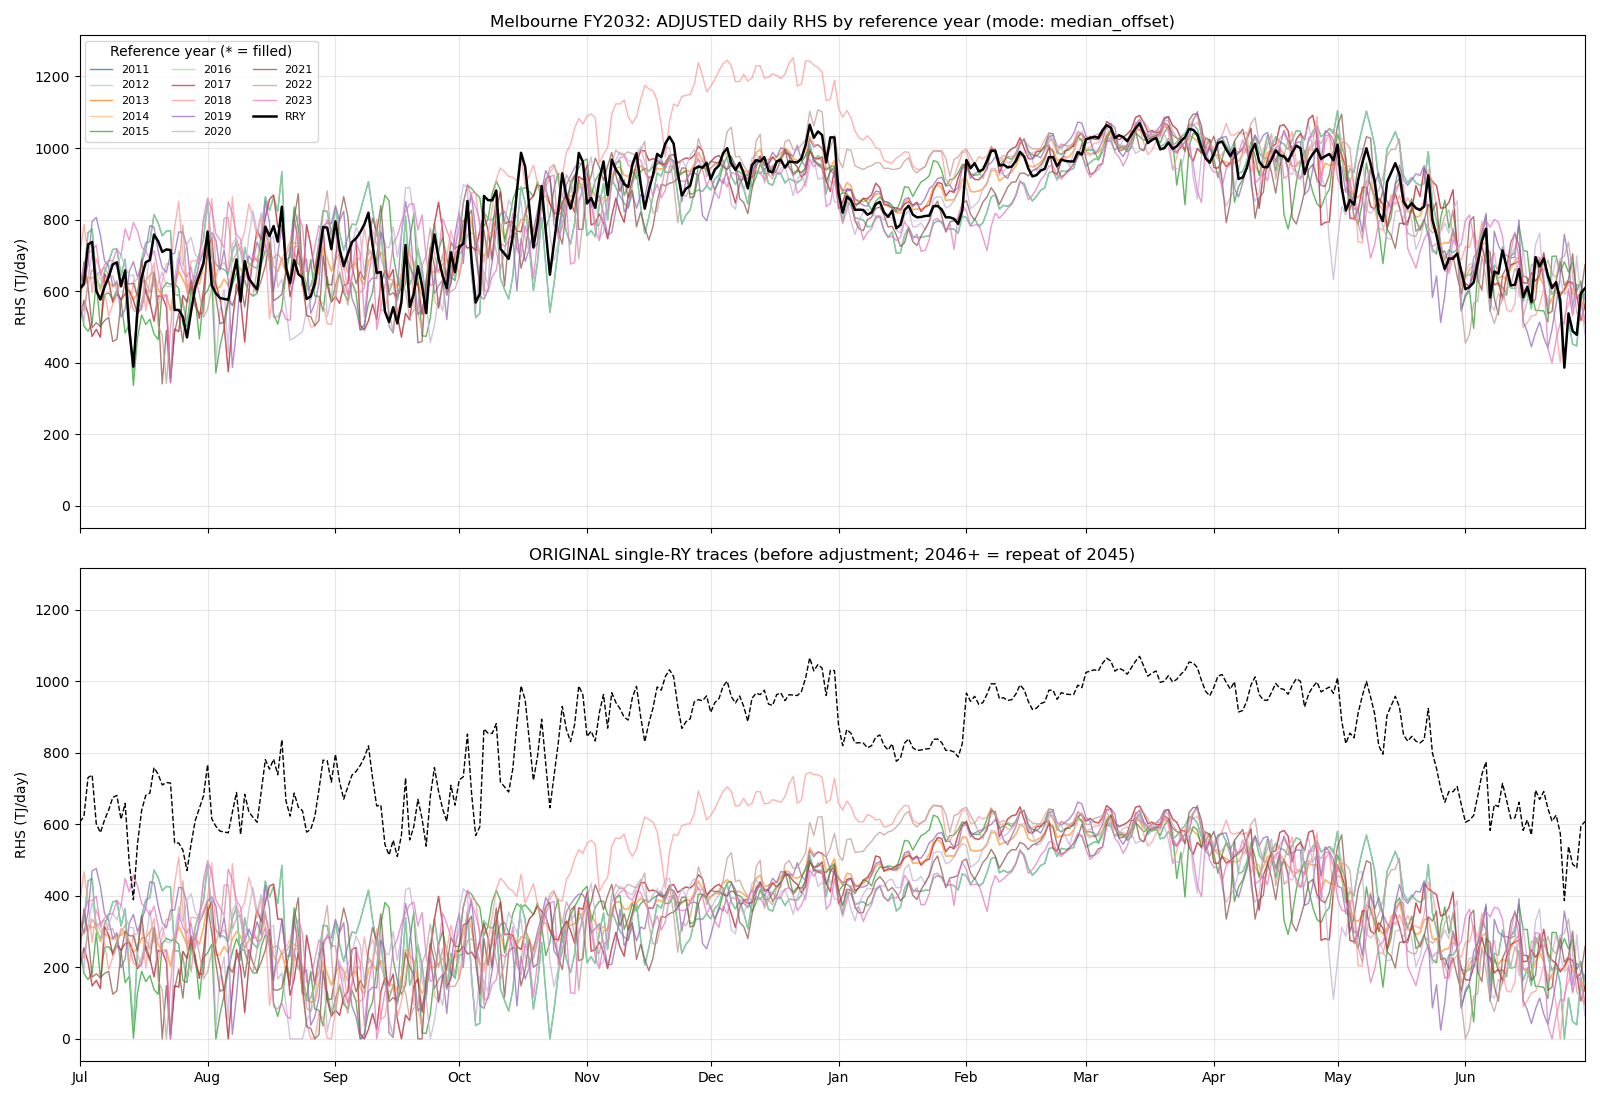 Melbourne FY2032: ADJUSTED daily RHS by reference year (mode: median_offset)
RHS (TJ/day)
1200
1000
800
600
400
200
0
Reference year (* = filled)
2011 2016 2021
2012 2017 2022
2013 2018 2023
2014 2019 RRY
2015 2020
ORIGINAL single-RY traces (before adjustment; 2046+ = repeat of 2045)
RHS (TJ/day)
1200
1000
800
600
400
200
0
Jul Aug Sep Oct Nov Dec Jan Feb Mar Apr May Jun